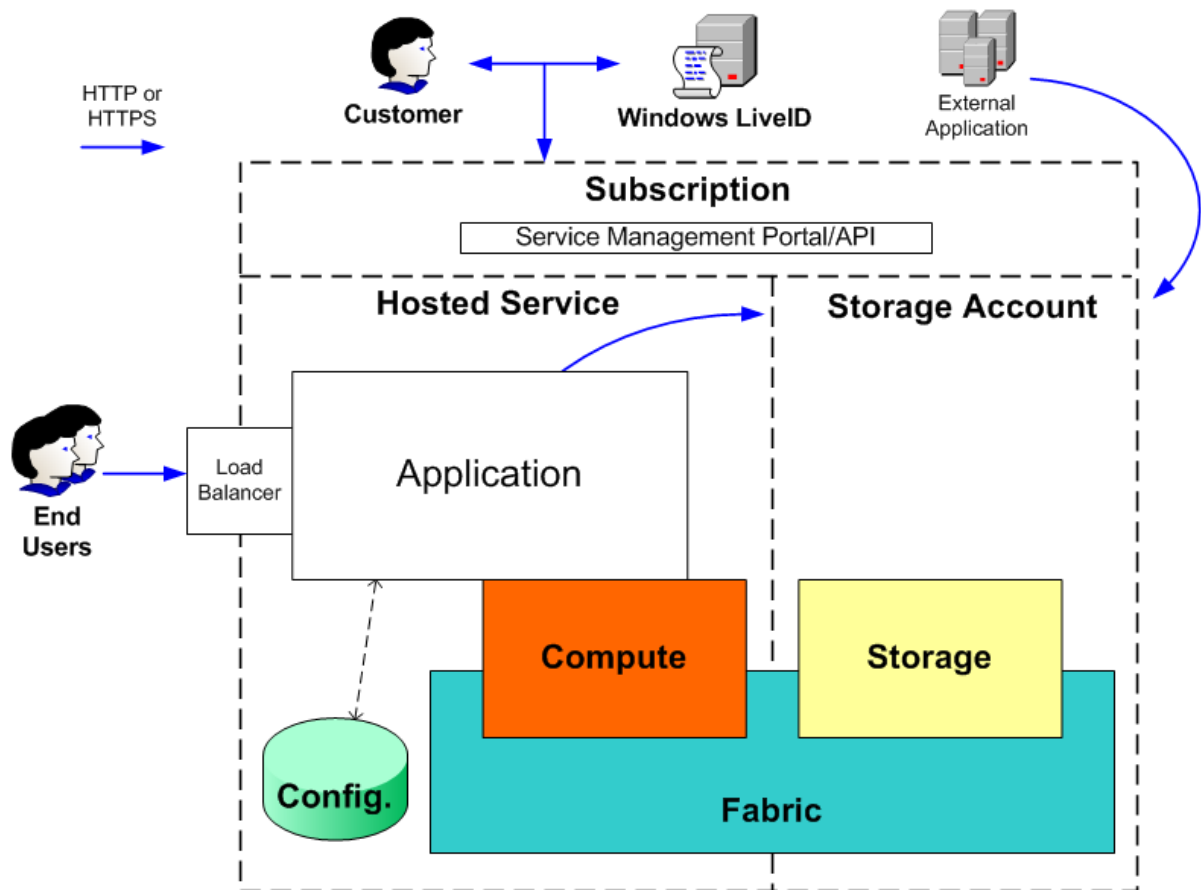 HTTP or
HTTPS
Customer
Windows LiveID
External
Application
Subscription
Service Management Portal/API
Hosted Service
Storage Account
Load
Balancer
Application
End
Users
Compute
Storage
Config.
Fabric